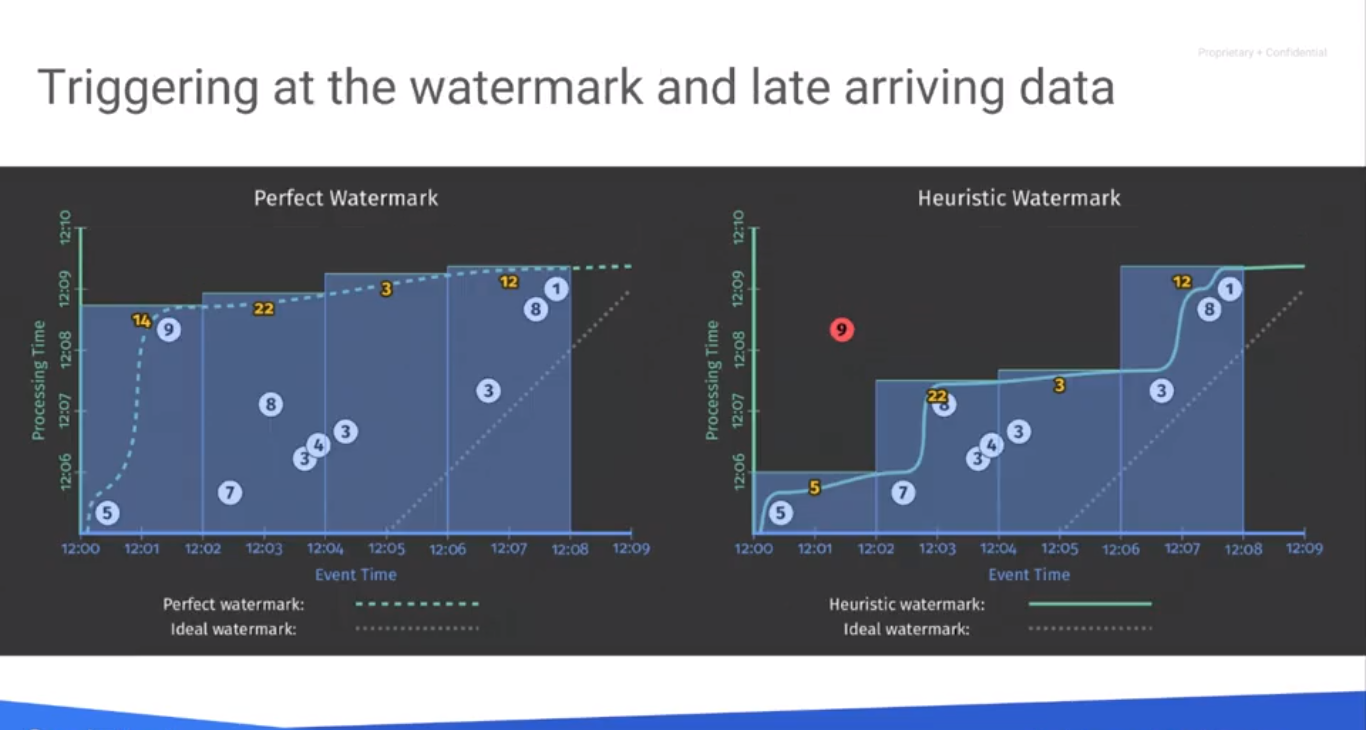 Proprietary + Confidential
Triggering at the watermark and late arriving data
Perfect Watermark
Processing Time
12:10
12:09
12:08
12:07
12:06
14
9
22
3
12
1
8
3
8
3
4
3
7
5
12:00 12:01 12:02 12:03 12:04 12:05 12:06 12:07 12:08 12:09
Event Time
Perfect watermark:
Ideal watermark:
Heuristic Watermark
Processing Time
12:10
12:09
12:08
12:07
12:06
12
1
8
9
22
8
3
3
3
4
3
7
5
5
12:00 12:01 12:02 12:03 12:04 12:05 12:06 12:07 12:08 12:09
Event Time
Heuristic watermark:
Ideal watermark: